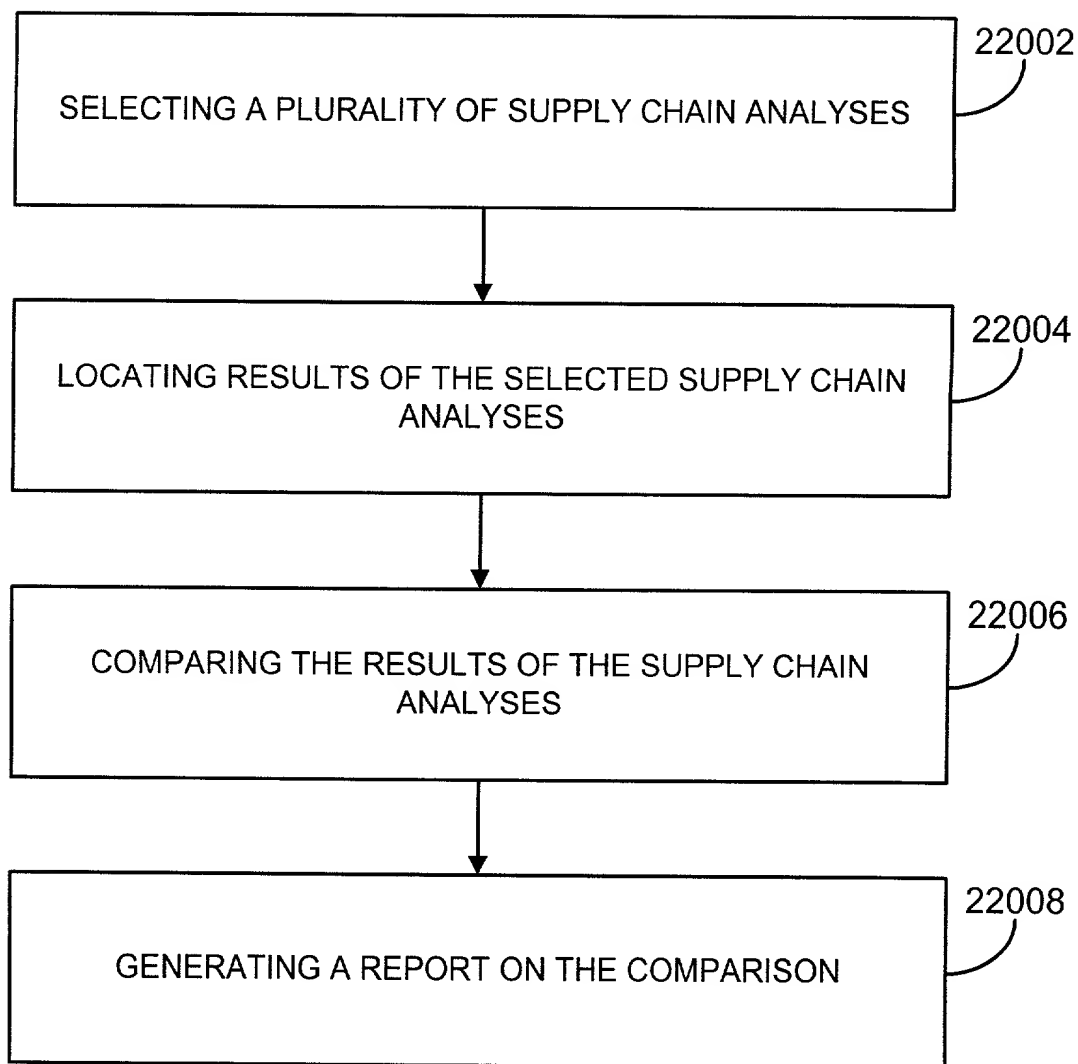 22002
SELECTING A PLURALITY OF SUPPLY CHAIN ANALYSES
22004
LOCATING RESULTS OF THE SELECTED SUPPLY CHAIN
ANALYSES
22006
COMPARING THE RESULTS OF THE SUPPLY CHAIN
ANALYSES
22008
GENERATING A REPORT ON THE COMPARISON